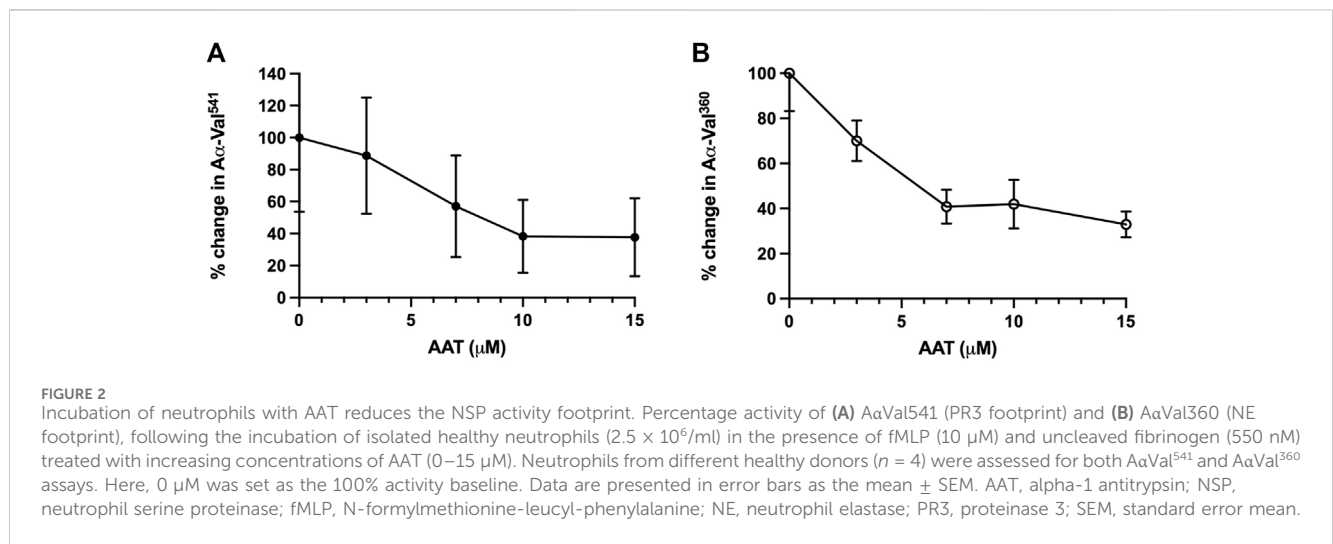 A
% change in Aα-Val⁵⁴¹
140
120
100
80
60
40
20
0
0 5 10 15
AAT (μM)
B
% change in Aα-Val³⁶⁰
100
80
60
40
20
0
0 5 10 15
AAT (μM)
FIGURE 2
Incubation of neutrophils with AAT reduces the NSP activity footprint. Percentage activity of (A) AαVal541 (PR3 footprint) and (B) AαVal360 (NE
footprint), following the incubation of isolated healthy neutrophils (2.5 × 10⁶/ml) in the presence of fMLP (10 μM) and uncleaved fibrinogen (550 nM)
treated with increasing concentrations of AAT (0–15 μM). Neutrophils from different healthy donors (n = 4) were assessed for both AαVal⁵⁴¹ and AαVal³⁶⁰
assays. Here, 0 μM was set as the 100% activity baseline. Data are presented in error bars as the mean ± SEM. AAT, alpha-1 antitrypsin; NSP,
neutrophil serine proteinase; fMLP, N-formylmethionine-leucyl-phenylalanine; NE, neutrophil elastase; PR3, proteinase 3; SEM, standard error mean.